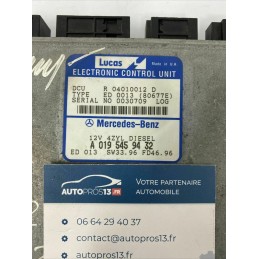 Lucas
Made in U.K
ELECTRONIC CONTROL UNIT
DCU R 04010012 D
TYPE ED 0013 (80677E)
SERIAL NO 0030709 LOG
Mercedes-Benz
12V 4ZYL DIESEL
A 019 545 94 32
ED 013 SW33.96 FD46.96
AUTOPROS13.FR
VOTRE PARTENAIRE
AUTOMOBILE
06 64 29 40 37
contact@autopros13.fr
autopros13.fr